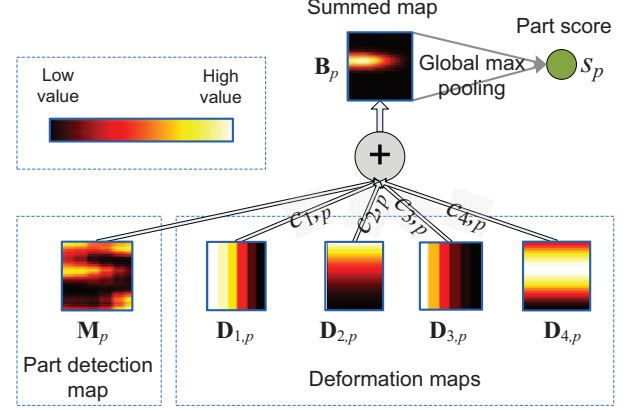 Summed map
Part score
B_p
Global max
pooling
s_p
Low
value
High
value
+
c_{1,p}
c_{2,p}
c_{3,p}
c_{4,p}
M_p
D_{1,p}
D_{2,p}
D_{3,p}
D_{4,p}
Part detection
map
Deformation maps